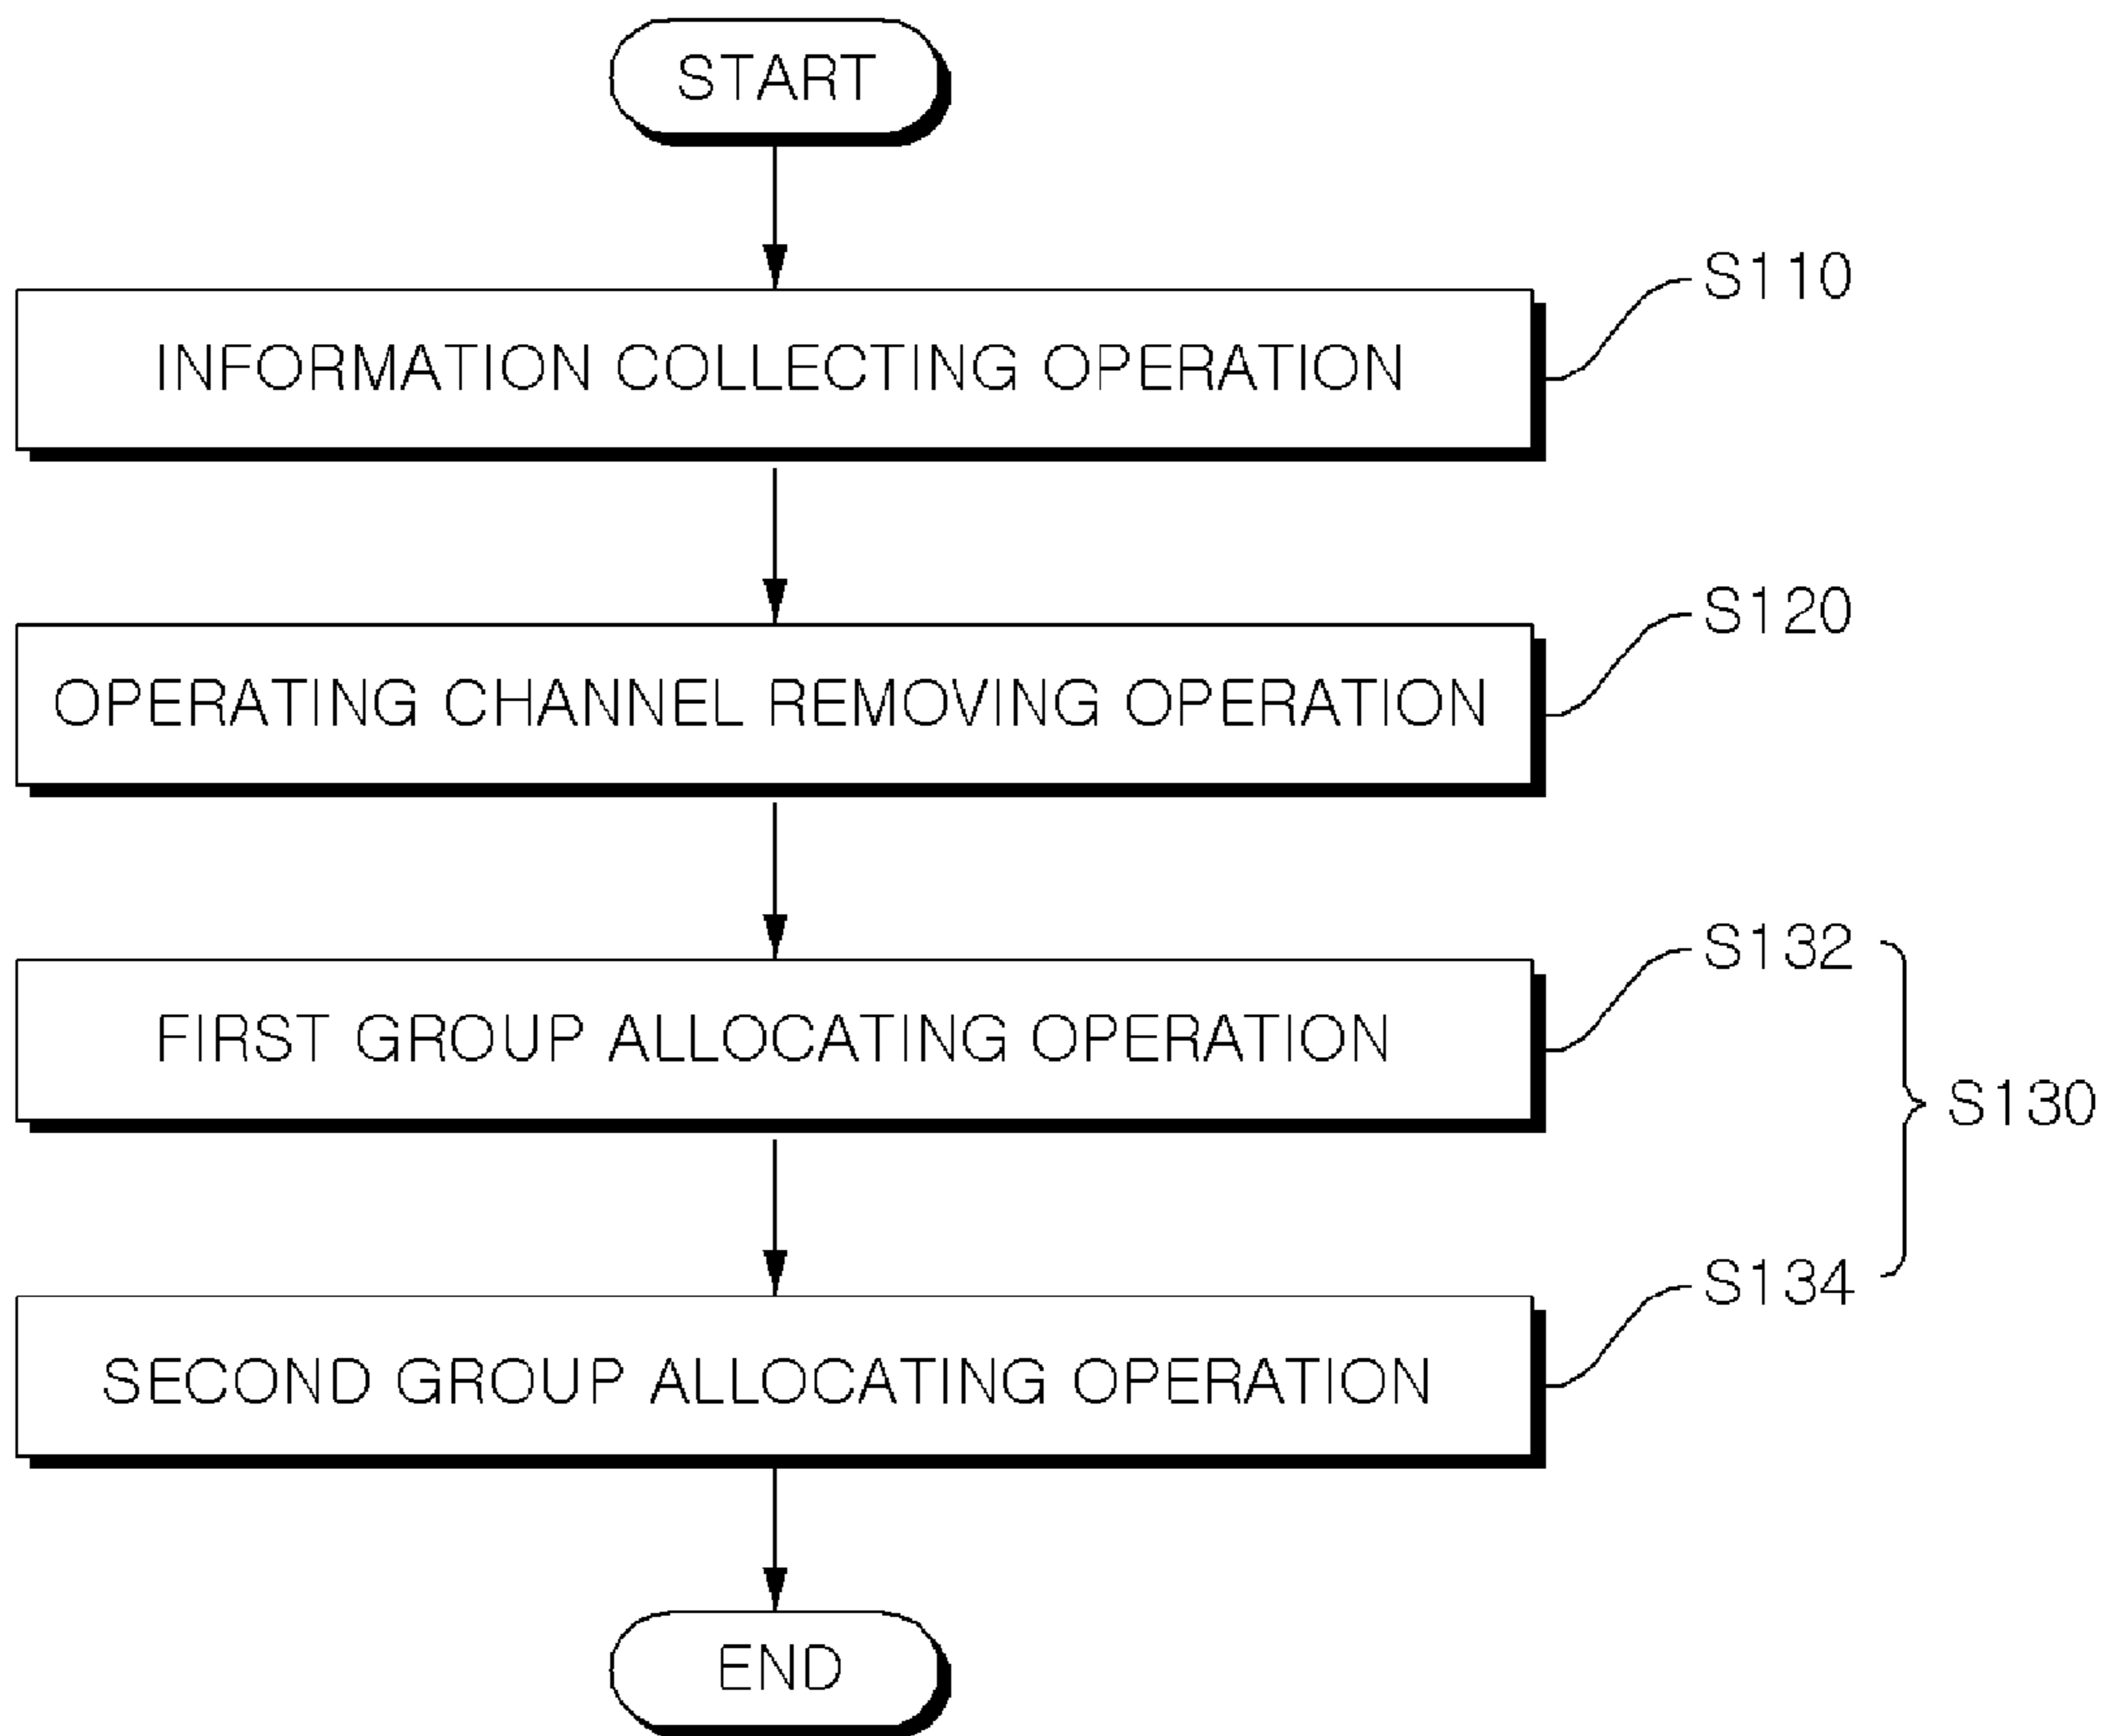 START
S110
INFORMATION COLLECTING OPERATION
S120
OPERATING CHANNEL REMOVING OPERATION
S132
FIRST GROUP ALLOCATING OPERATION
S130
S134
SECOND GROUP ALLOCATING OPERATION
END